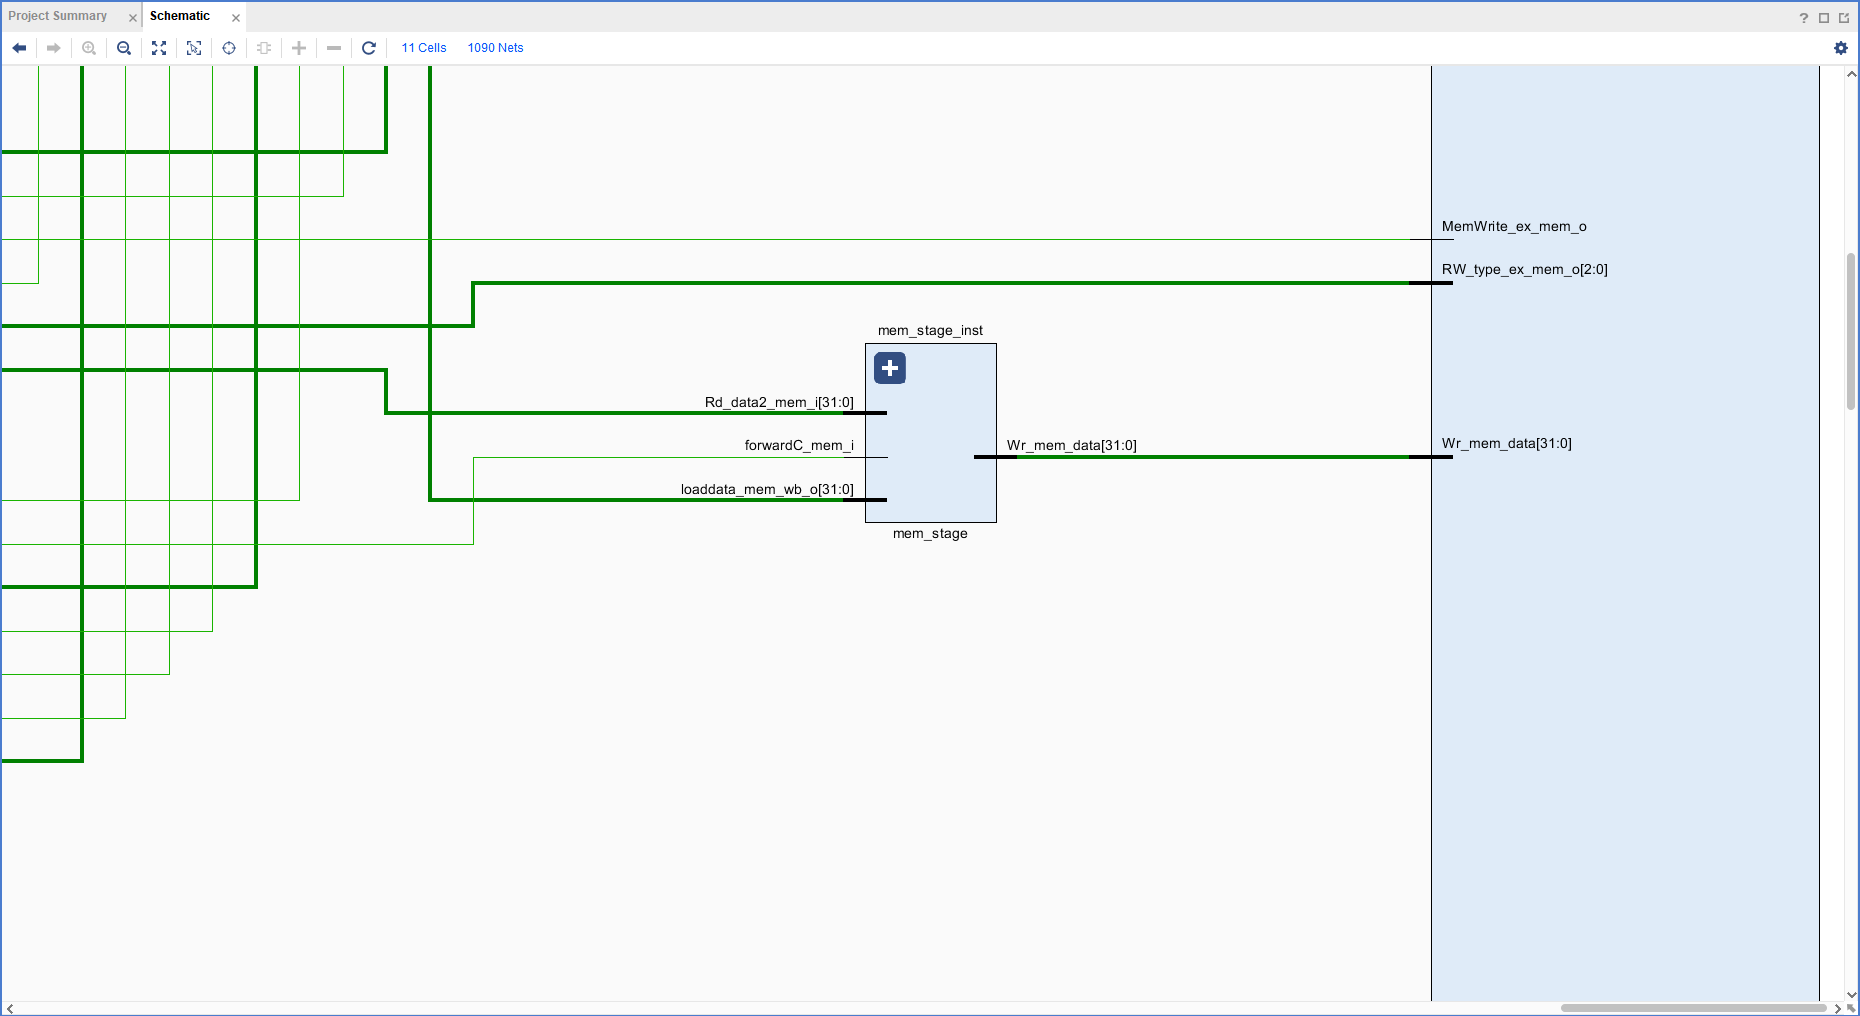 Project Summary
Schematic
11 Cells
1090 Nets
MemWrite_ex_mem_o
RW_type_ex_mem_o[2:0]
mem_stage_inst
Rd_data2_mem_i[31:0]
forwardC_mem_i
Wr_mem_data[31:0]
Wr_mem_data[31:0]
loaddata_mem_wb_o[31:0]
mem_stage